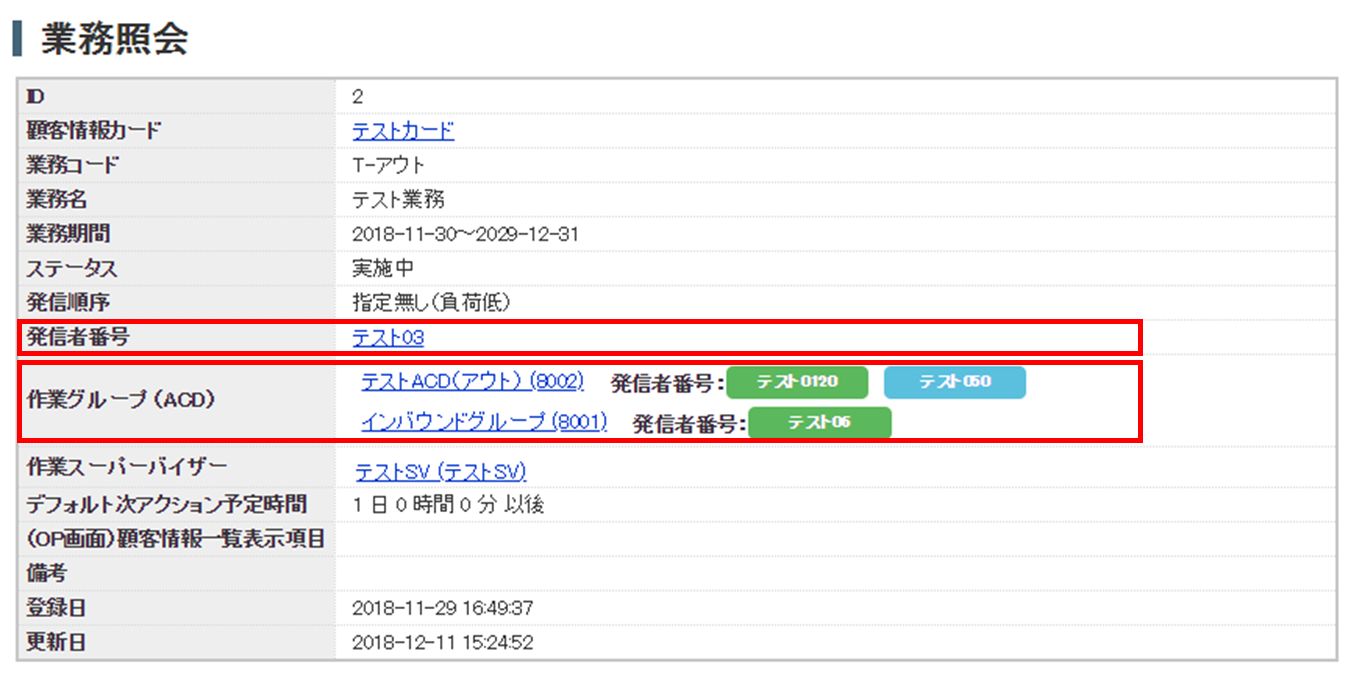 業務照会
ID 2
顧客情報カード テストカード
業務コード T-アウト
業務名 テスト業務
業務期間 2018-11-30～2029-12-31
ステータス 実施中
発信順序 指定無し(負荷低)
発信者番号 テスト03
作業グループ(ACD) テストACD(アウト) (8002) 発信者番号: テスト0120 テスト050
インバウンドグループ (8001) 発信者番号: テスト06
作業スーパーバイザー テストSV (テストSV)
デフォルト次アクション予定時間 1 日 0 時間 0 分 以後
(OP画面)顧客情報一覧表示項目
備考
登録日 2018-11-29 16:49:37
更新日 2018-12-11 15:24:52